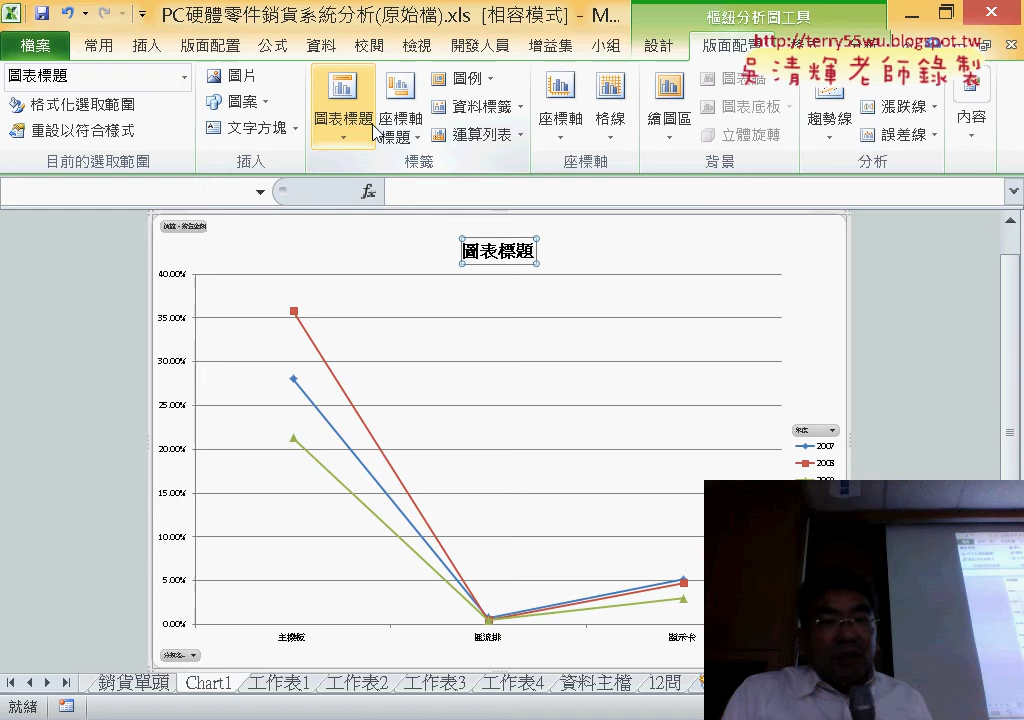 PC硬體零件銷貨系統分析(原始檔).xls [相容模式] - M...
樞紐分析圖工具
檔案 常用 插入 版面配置 公式 資料 校閱 檢視 開發人員 增益集 小組 設計 版面配
http://terry55wu.blogspot.tw
吳清輝老師錄製
圖表標題
格式化選取範圍
重設以符合樣式
目前的選取範圍
圖片
圖案
文字方塊
插入
圖表標題
座標軸標題
圖例
資料標籤
運算列表
標籤
座標軸
格線
座標軸
繪圖區
圖表底板
立體旋轉
背景
趨勢線
漲跌線
誤差線
分析
內容
fx
圖表標題
40.00%
35.00%
30.00%
25.00%
20.00%
15.00%
10.00%
5.00%
0.00%
主機板
匯流排
顯示卡
年度
2007
2008
2009
銷貨單頭 Chart1 工作表1 工作表2 工作表3 工作表4 資料主檔 12問
就緒